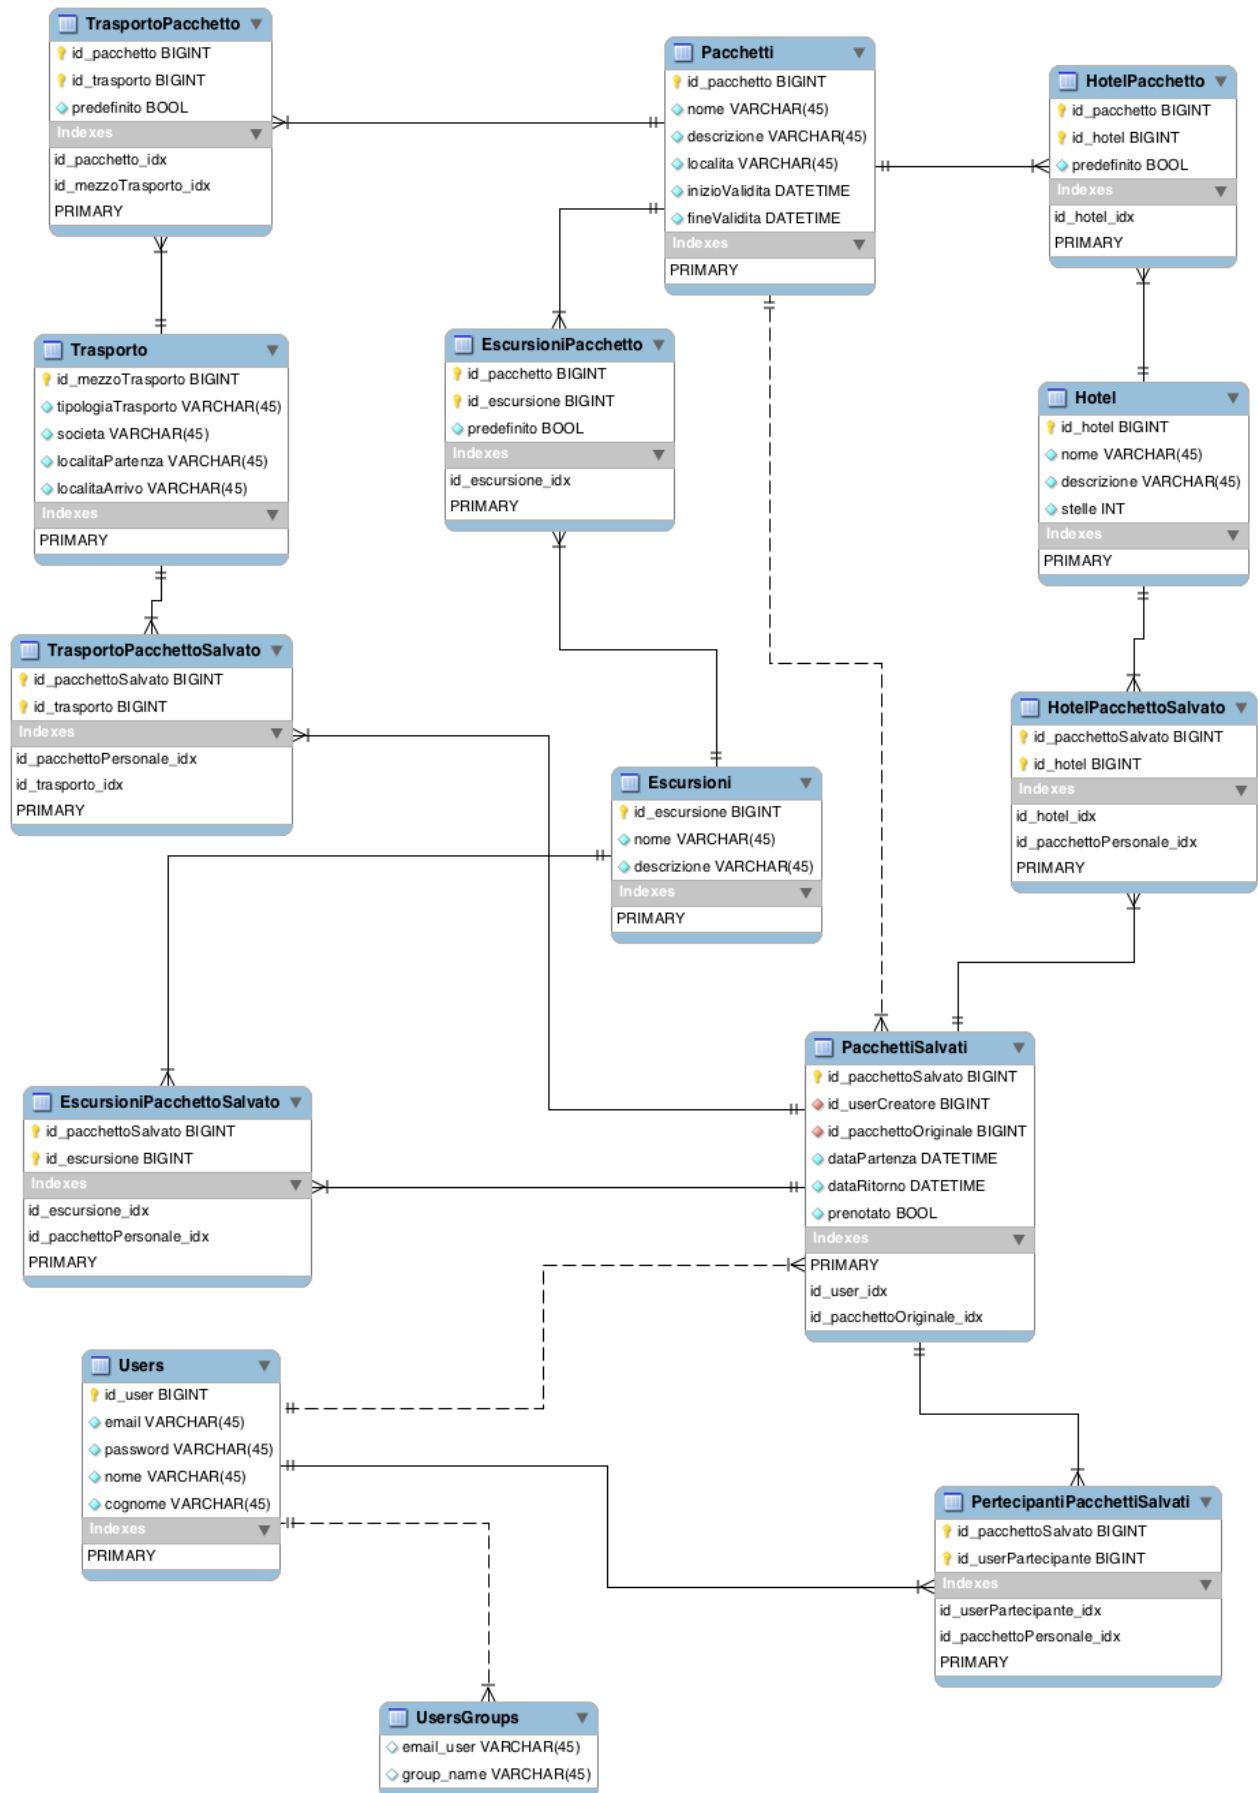 TrasportoPacchetto
id_pacchetto BIGINT
id_trasporto BIGINT
predefinito BOOL
Indexes
id_pacchetto_idx
id_mezzoTrasporto_idx
PRIMARY
Pacchetti
id_pacchetto BIGINT
nome VARCHAR(45)
descrizione VARCHAR(45)
localita VARCHAR(45)
inizioValidita DATETIME
fineValidita DATETIME
Indexes
PRIMARY
HotelPacchetto
id_pacchetto BIGINT
id_hotel BIGINT
predefinito BOOL
Indexes
id_hotel_idx
PRIMARY
Trasporto
id_mezzoTrasporto BIGINT
tipologiaTrasporto VARCHAR(45)
societa VARCHAR(45)
localitaPartenza VARCHAR(45)
localitaArrivo VARCHAR(45)
Indexes
PRIMARY
EscursioniPacchetto
id_pacchetto BIGINT
id_escursione BIGINT
predefinito BOOL
Indexes
id_escursione_idx
PRIMARY
Hotel
id_hotel BIGINT
nome VARCHAR(45)
descrizione VARCHAR(45)
stelle INT
Indexes
PRIMARY
TrasportoPacchettoSalvato
id_pacchettoSalvato BIGINT
id_trasporto BIGINT
Indexes
id_pacchettoPersonale_idx
id_trasporto_idx
PRIMARY
Escursioni
id_escursione BIGINT
nome VARCHAR(45)
descrizione VARCHAR(45)
Indexes
PRIMARY
HotelPacchettoSalvato
id_pacchettoSalvato BIGINT
id_hotel BIGINT
Indexes
id_hotel_idx
id_pacchettoPersonale_idx
PRIMARY
EscursioniPacchettoSalvato
id_pacchettoSalvato BIGINT
id_escursione BIGINT
Indexes
id_escursione_idx
id_pacchettoPersonale_idx
PRIMARY
PacchettiSalvati
id_pacchettoSalvato BIGINT
id_userCreatore BIGINT
id_pacchettoOriginale BIGINT
dataPartenza DATETIME
dataRitorno DATETIME
prenotato BOOL
Indexes
PRIMARY
id_user_idx
id_pacchettoOriginale_idx
Users
id_user BIGINT
email VARCHAR(45)
password VARCHAR(45)
nome VARCHAR(45)
cognome VARCHAR(45)
Indexes
PRIMARY
PertecipantiPacchettiSalvati
id_pacchettoSalvato BIGINT
id_userPartecipante BIGINT
Indexes
id_userPartecipante_idx
id_pacchettoPersonale_idx
PRIMARY
UsersGroups
email_user VARCHAR(45)
group_name VARCHAR(45)